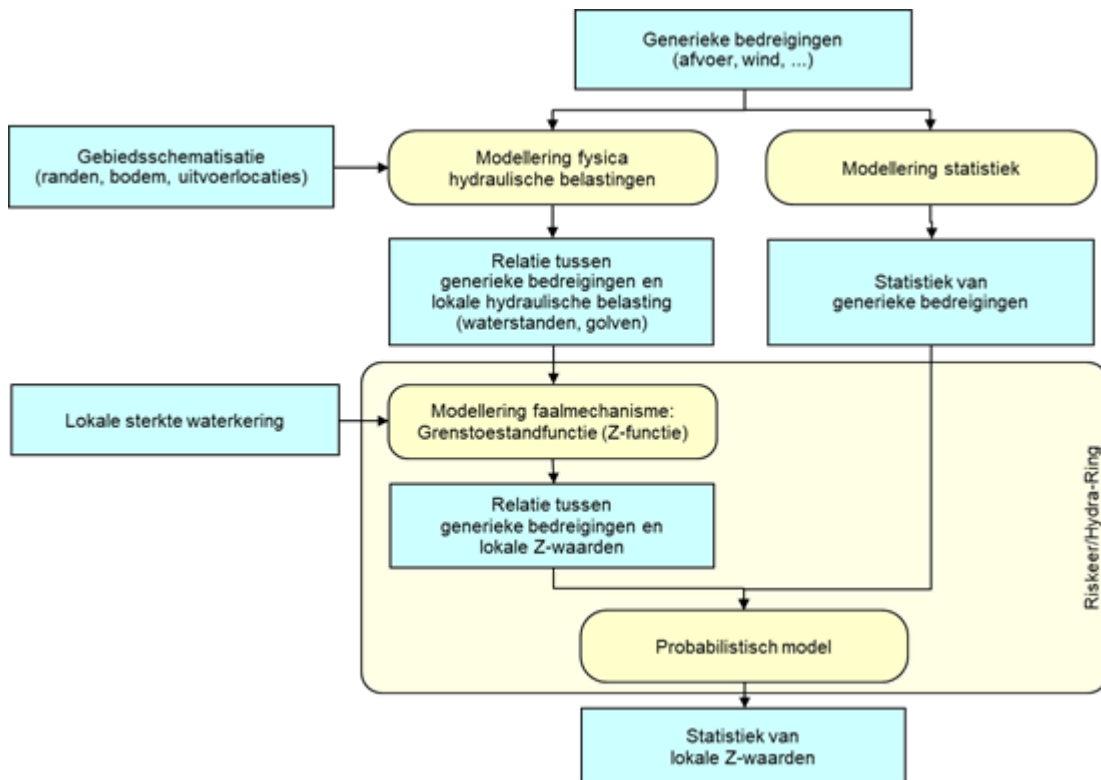 Generieke bedreigingen
(afvoer, wind, ...)
Gebiedsschematisatie
(randen, bodem, uitvoerlocaties)
Modellering fysica
hydraulische belastingen
Modellering statistiek
Relatie tussen
generieke bedreigingen en
lokale hydraulische belasting
(waterstanden, golven)
Statistiek van
generieke bedreigingen
Lokale sterkte waterkering
Modellering faalmechanisme:
Grenstoestandfunctie (Z-functie)
Relatie tussen
generieke bedreigingen en
lokale Z-waarden
Riskeer/Hydra-Ring
Probabilistisch model
Statistiek van
lokale Z-waarden